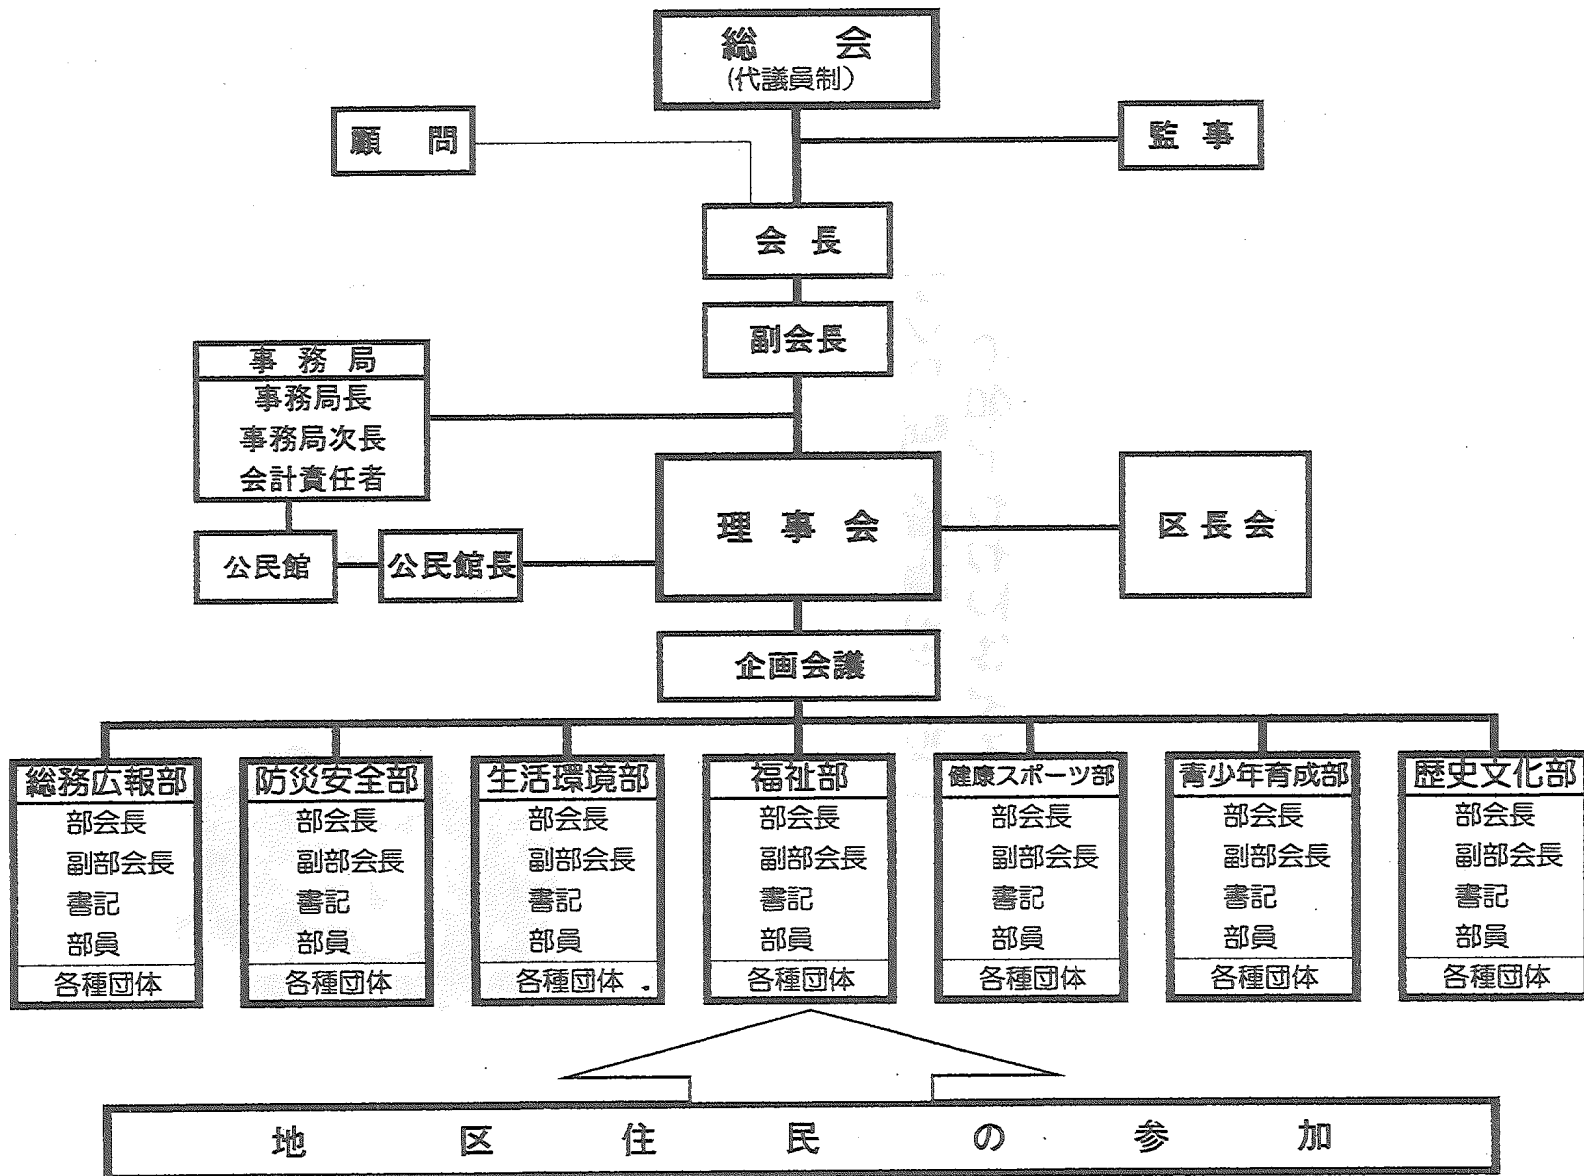 総会
(代議員制)
顧問
監事
会長
副会長
事務局
事務局長
事務局次長
会計責任者
理事会
区長会
公民館
公民館長
企画会議
総務広報部
部会長
副部会長
書記
部員
各種団体
防災安全部
部会長
副部会長
書記
部員
各種団体
生活環境部
部会長
副部会長
書記
部員
各種団体
福祉部
部会長
副部会長
書記
部員
各種団体
健康スポーツ部
部会長
副部会長
書記
部員
各種団体
青少年育成部
部会長
副部会長
書記
部員
各種団体
歴史文化部
部会長
副部会長
書記
部員
各種団体
地区住民の参加